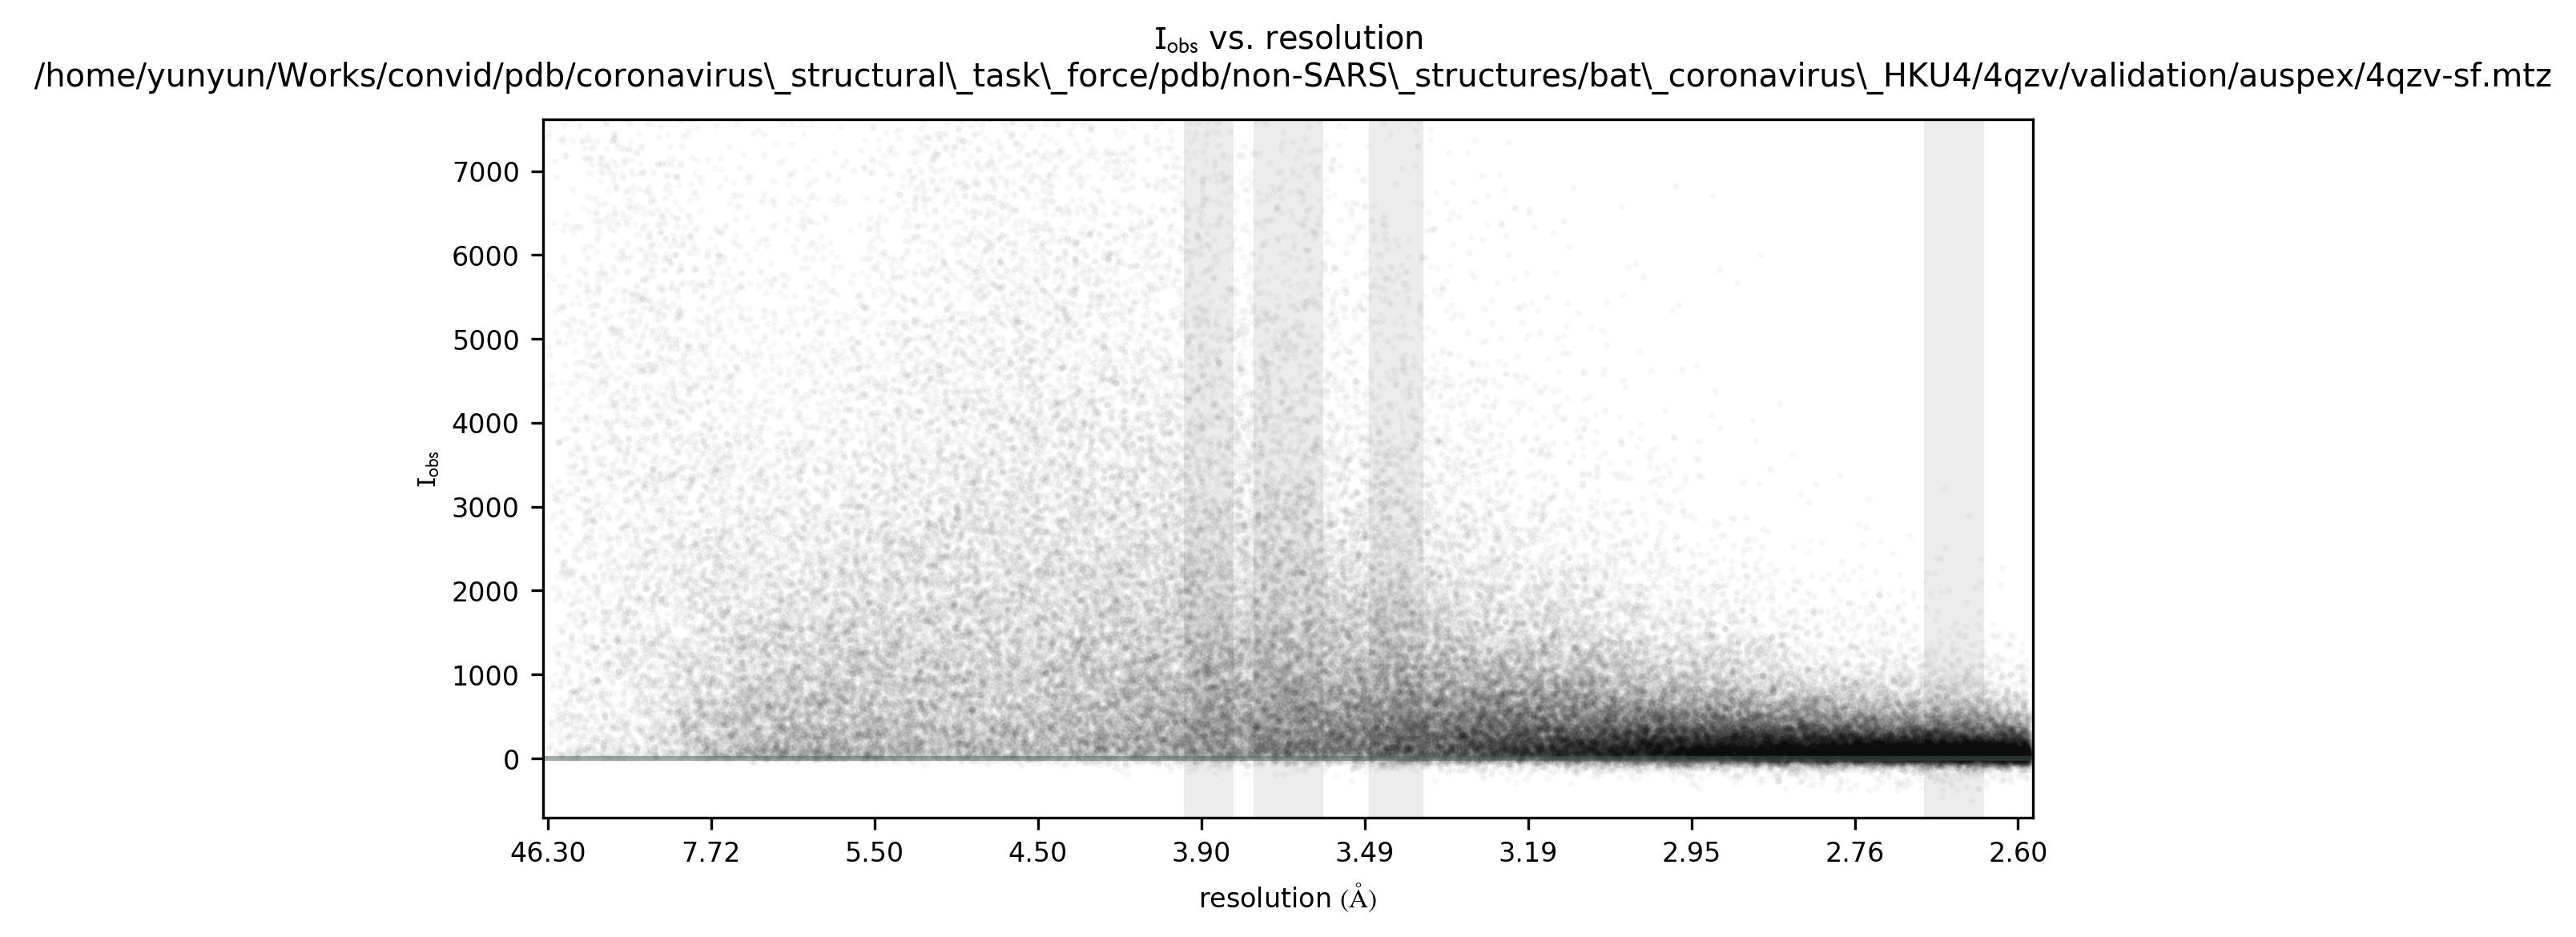 Iobs vs. resolution
/home/yunyun/Works/convid/pdb/coronavirus\_structural\_task\_force/pdb/non-SARS\_structures/bat\_coronavirus\_HKU4/4qzv/validation/auspex/4qzv-sf.mtz
7000
6000
5000
4000
3000
2000
1000
0
Iobs
46.30 7.72 5.50 4.50 3.90 3.49 3.19 2.95 2.76 2.60
resolution (Å)